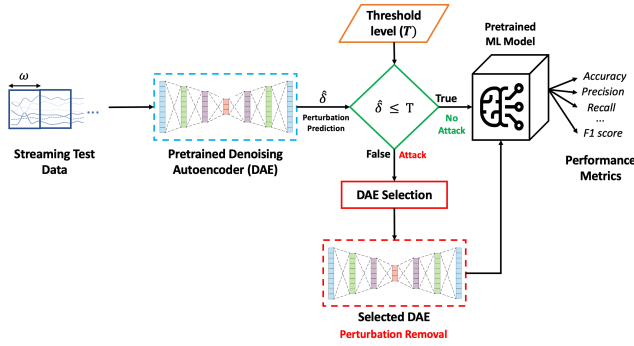 Threshold
level (T)
Pretrained
ML Model
ω
Accuracy
Precision
Recall
...
F1 score
δ̂
δ̂ ≤ T
True
No
Attack
Perturbation
Prediction
...
Streaming Test
Data
Pretrained Denoising
Autoencoder (DAE)
False Attack
Performance
Metrics
DAE Selection
Selected DAE
Perturbation Removal